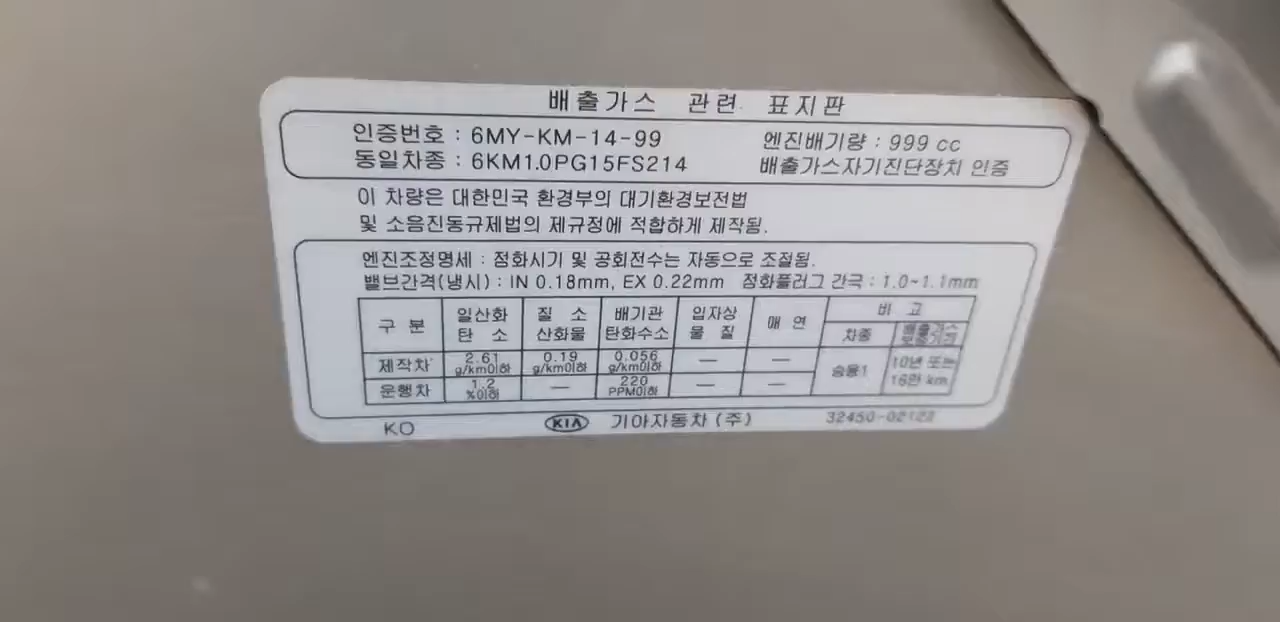 배출가스 관련 표지판
인증번호 : 6MY-KM-14-99
엔진배기량 : 999 cc
동일차종 : 6KM1.0PG15FS214
배출가스자기진단장치 인증
이 차량은 대한민국 환경부의 대기환경보전법
및 소음진동규제법의 제규정에 적합하게 제작됨.
엔진조정명세 : 점화시기 및 공회전수는 자동으로 조절됨.
밸브간격(냉시) : IN 0.18mm, EX 0.22mm 점화플러그 간극 : 1.0~1.1mm
구 분 일산화탄 소 질 소산화물 배기관탄화수소 입자상물 질 매 연 비 고
차종 배출가스보증기간
제작차 2.61 g/km이하 0.19 g/km이하 0.056 g/km이하 — — 승용1 10년 또는 16만 km
운행차 1.2 %이하 — 220 PPM이하 — —
KO KIA 기아자동차 (주) 32450-02122